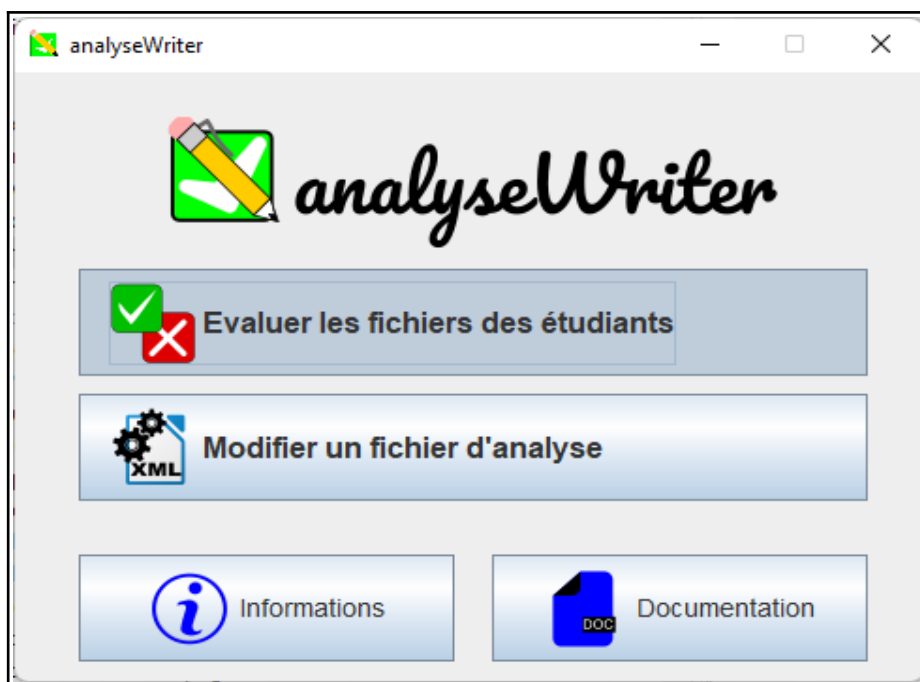 analyseWriter
analyseWriter
Evaluer les fichiers des étudiants
XML
Modifier un fichier d'analyse
i
Informations
DOC
Documentation